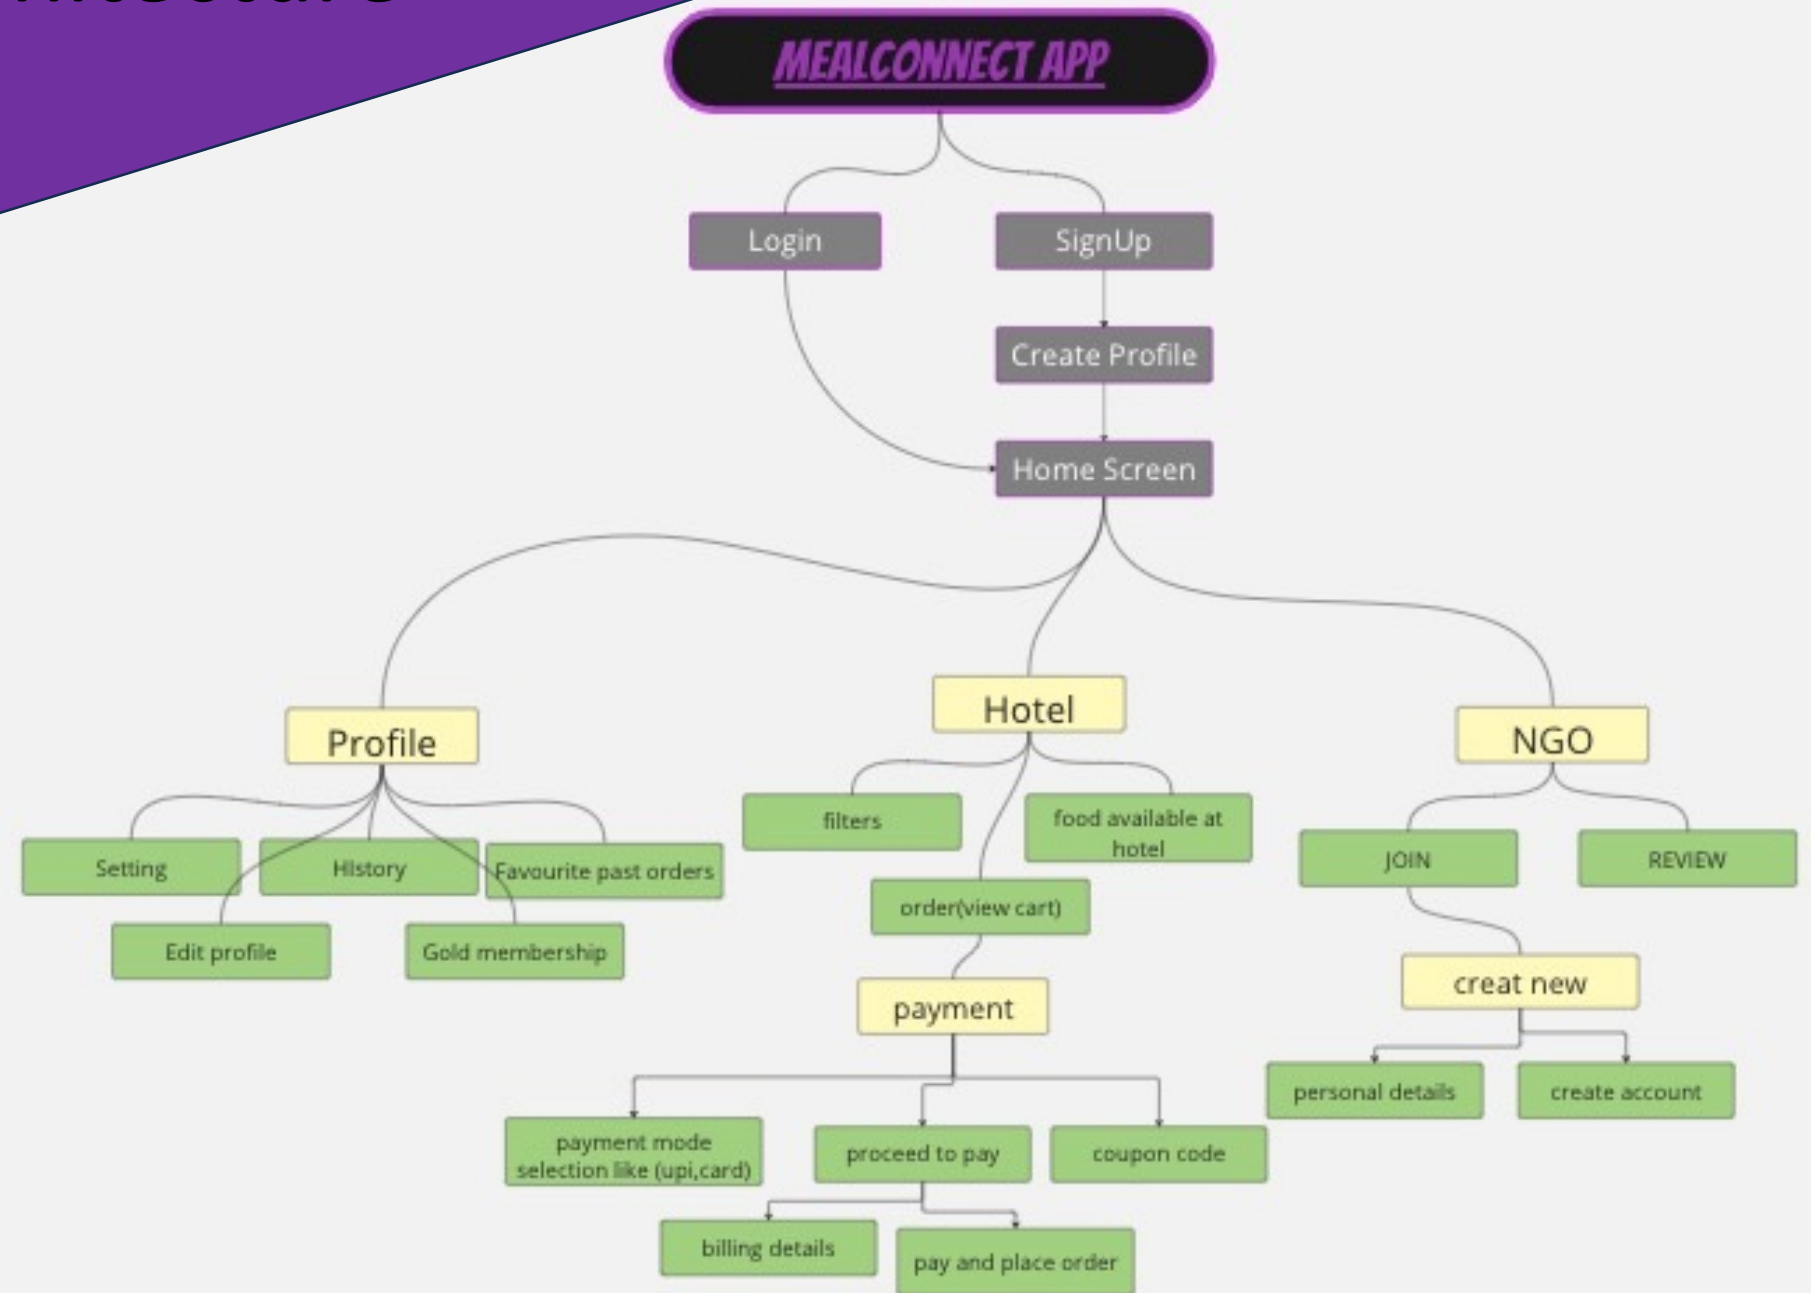 MEALCONNECT APP
Login
SignUp
Create Profile
Home Screen
Profile
Hotel
NGO
Setting
HIstory
Favourite past orders
Edit profile
Gold membership
filters
food available at
hotel
order(view cart)
JOIN
REVIEW
payment
creat new
personal details
create account
payment mode
selection like (upi,card)
proceed to pay
coupon code
billing details
pay and place order